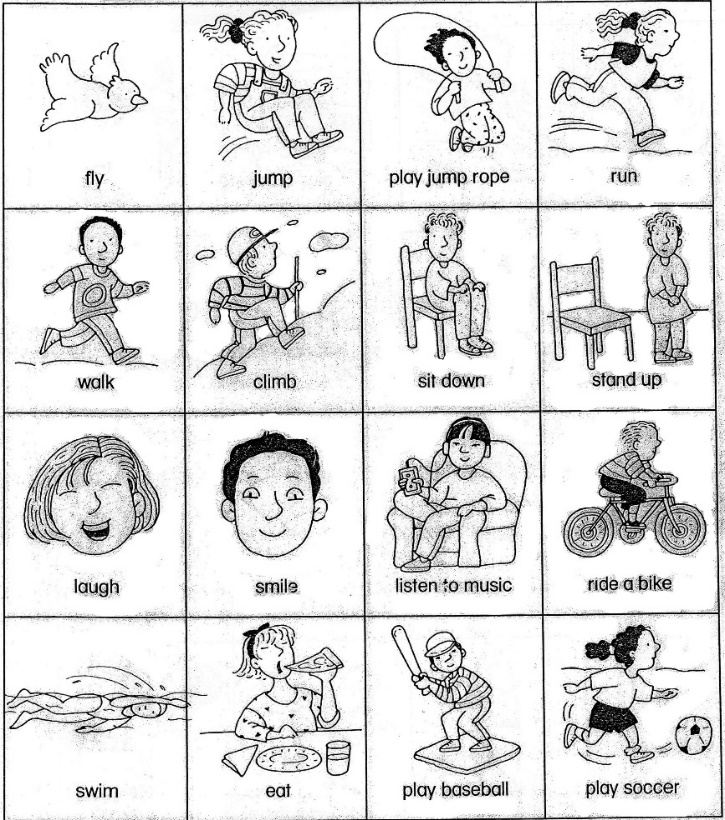 fly
jump
play jump rope
run
walk
climb
sit down
stand up
laugh
smile
listen to music
ride a bike
swim
eat
play baseball
play soccer